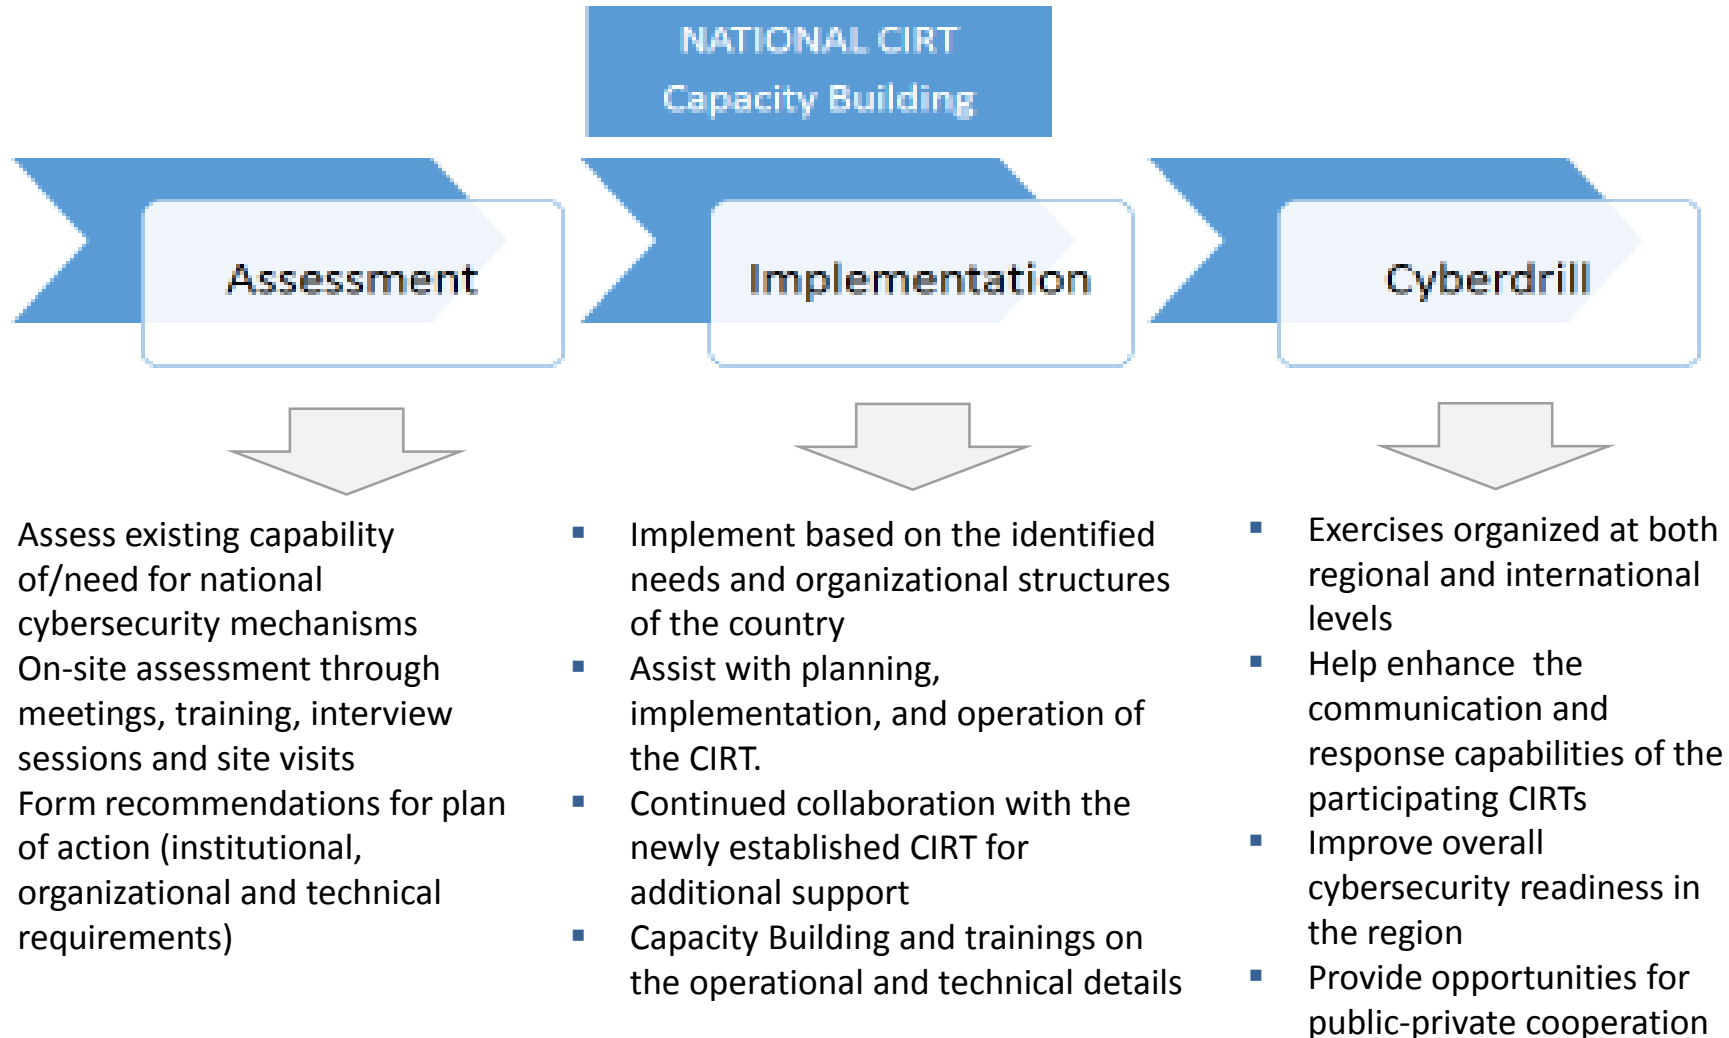 NATIONAL CIRT
Capacity Building
Assessment
Implementation
Cyberdrill
Assess existing capability
of/need for national
cybersecurity mechanisms
On-site assessment through
meetings, training, interview
sessions and site visits
Form recommendations for plan
of action (institutional,
organizational and technical
requirements)
▪ Implement based on the identified
needs and organizational structures
of the country
▪ Assist with planning,
implementation, and operation of
the CIRT.
▪ Continued collaboration with the
newly established CIRT for
additional support
▪ Capacity Building and trainings on
the operational and technical details
▪ Exercises organized at both
regional and international
levels
▪ Help enhance  the
communication and
response capabilities of the
participating CIRTs
▪ Improve overall
cybersecurity readiness in
the region
▪ Provide opportunities for
public-private cooperation